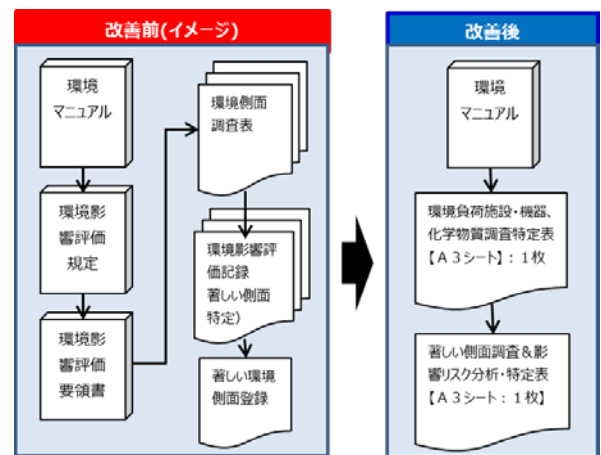 改善前(イメージ)
環境
マニュアル
環境影
響評価
規定
環境影
響評価
要領書
環境側面
調査表
環境影響評
価記録
著しい側面
特定）
著しい環境
側面登録
改善後
環境
マニュアル
環境負荷施設・機器、
化学物質調査特定表
【Ａ３シート】：１枚
著しい側面調査＆影
響リスク分析・特定表
【Ａ３シート：１枚】